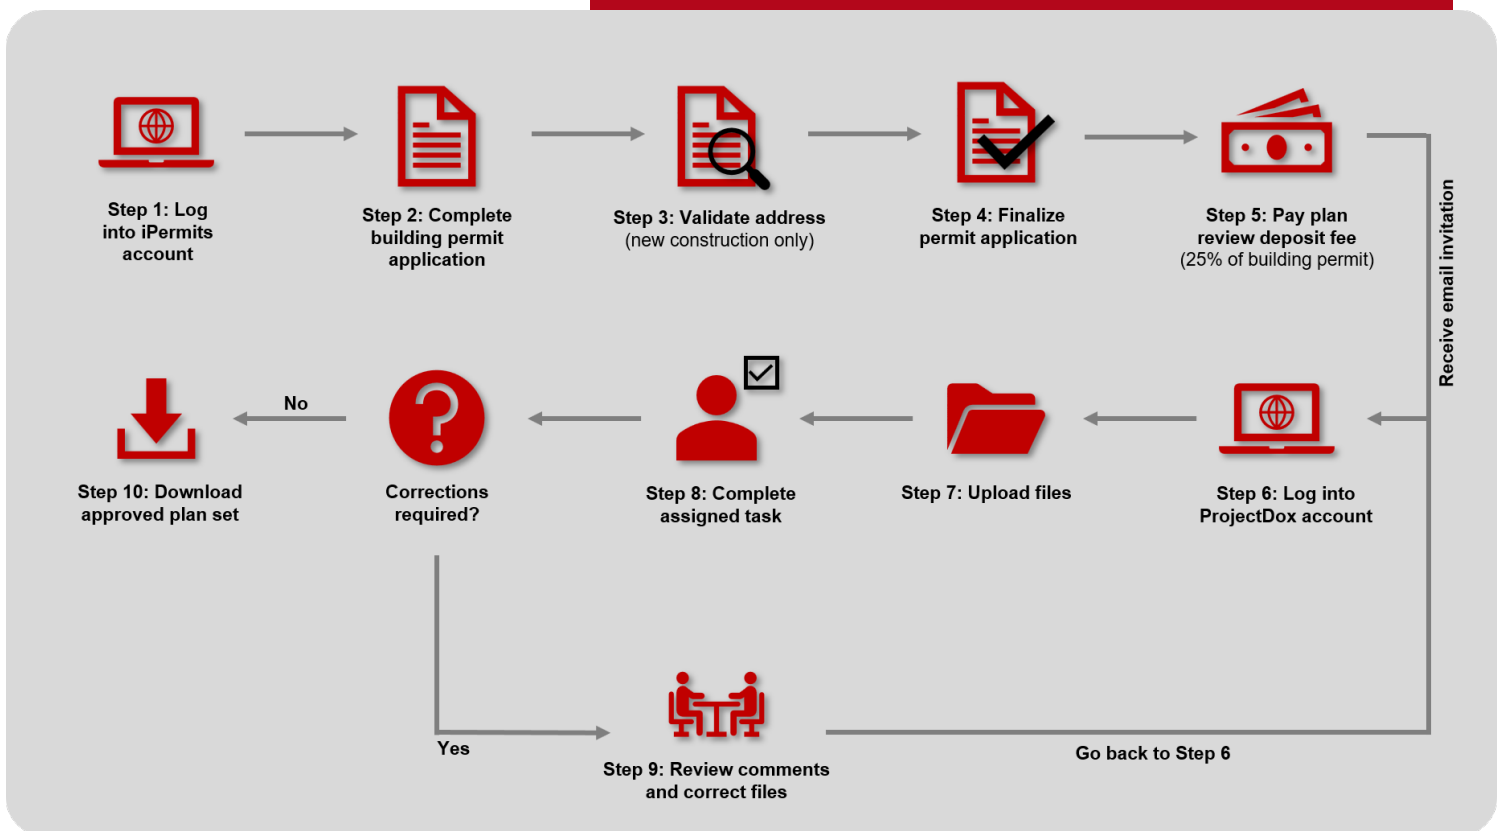 Step 1: Log
into iPermits
account
Step 2: Complete
building permit
application
Step 3: Validate address
(new construction only)
Step 4: Finalize
permit application
Step 5: Pay plan
review deposit fee
(25% of building permit)
Receive email invitation
Step 6: Log into
ProjectDox account
Step 7: Upload files
Step 8: Complete
assigned task
Corrections
required?
No
Step 10: Download
approved plan set
Yes
Step 9: Review comments
and correct files
Go back to Step 6